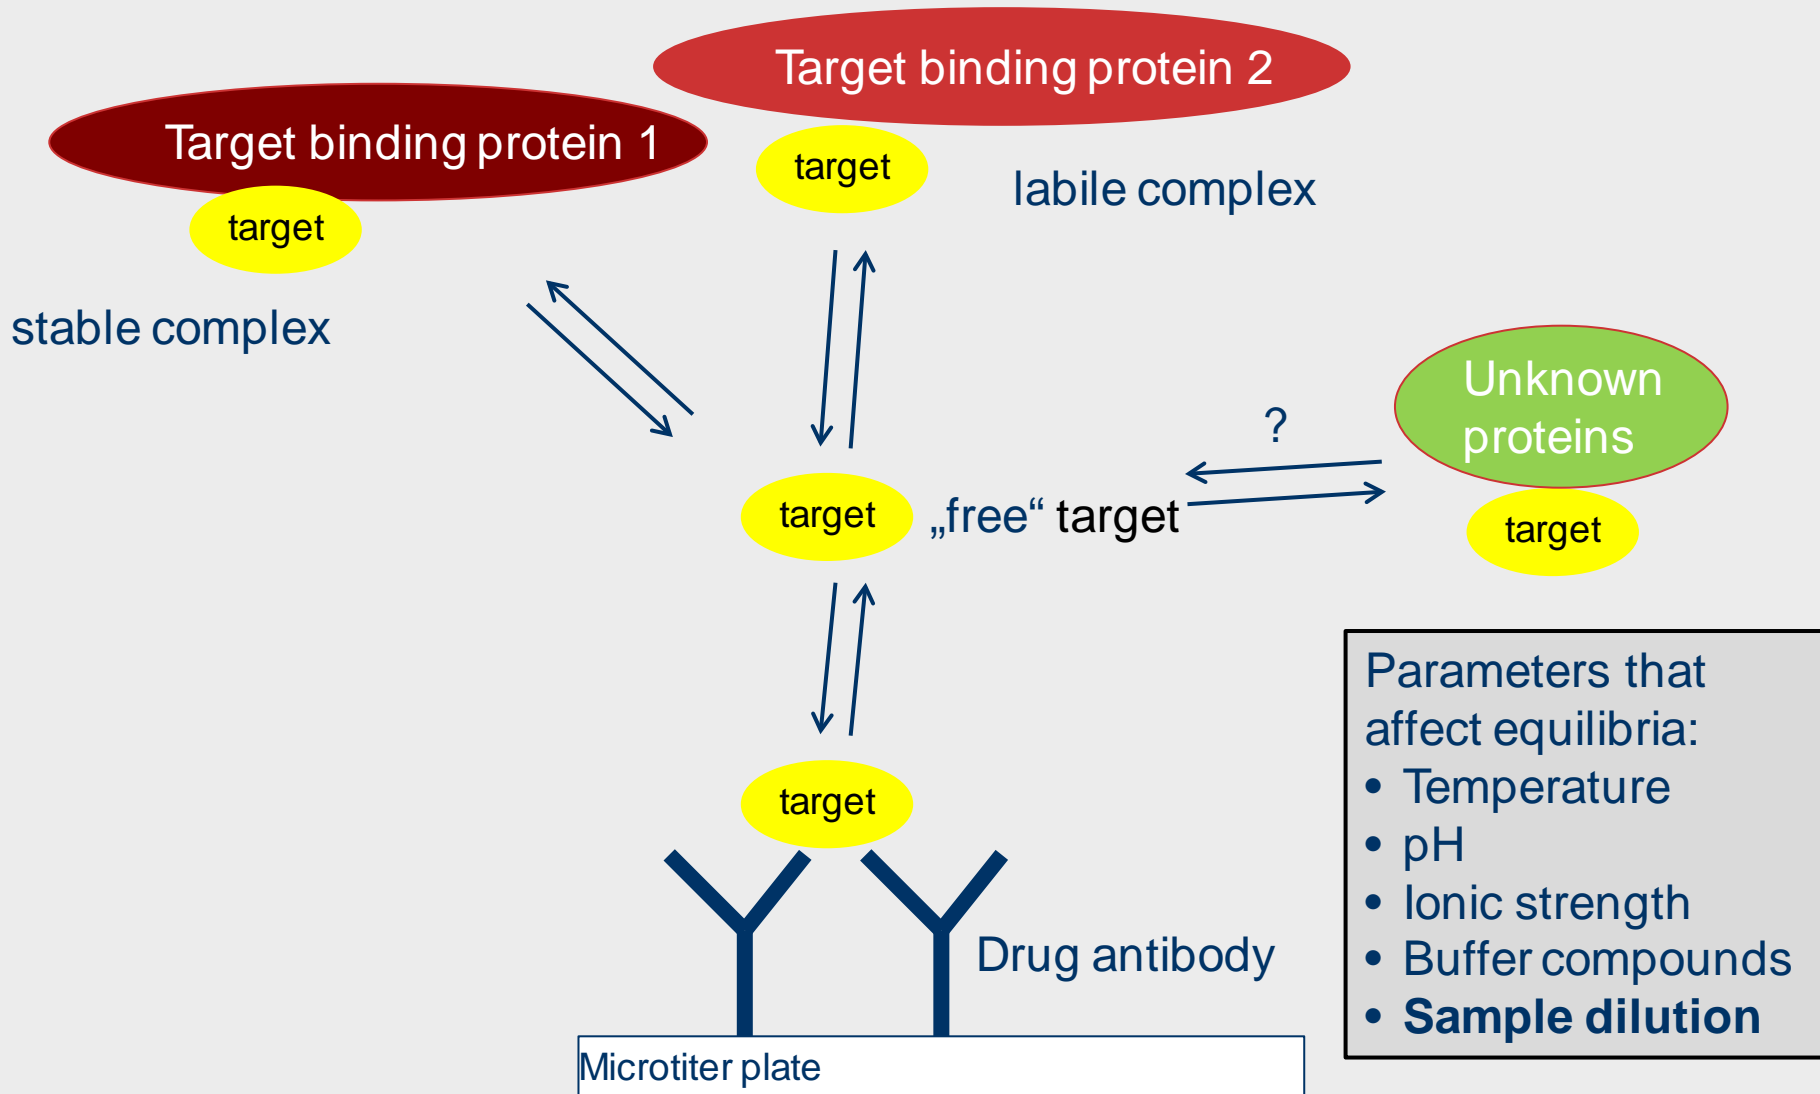 Target binding protein 2
Target binding protein 1
target
labile complex
target
stable complex
Unknown
proteins
?
target
„free“ target
target
Parameters that
affect equilibria:
• Temperature
• pH
• Ionic strength
• Buffer compounds
• Sample dilution
target
Drug antibody
Microtiter plate